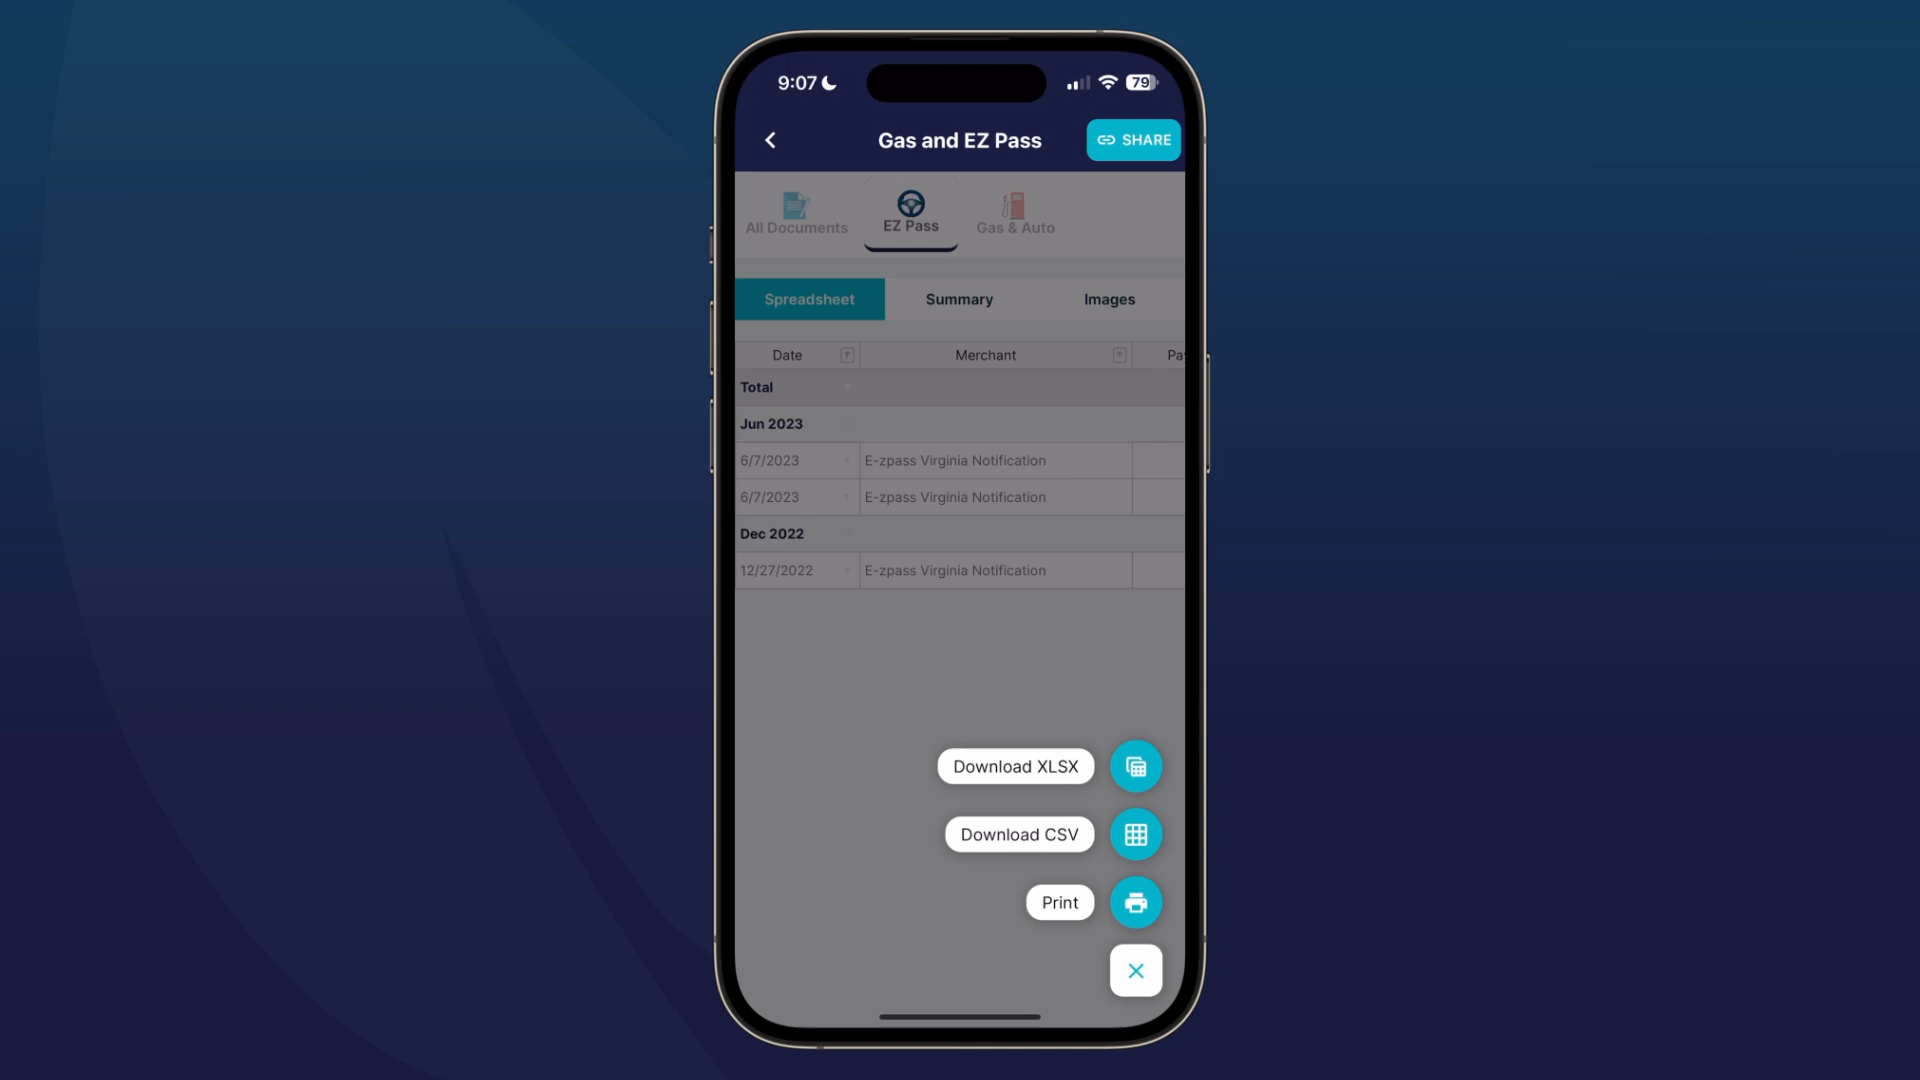 9:07
79
Gas and EZ Pass
SHARE
All Documents
EZ Pass
Gas & Auto
Spreadsheet
Summary
Images
Date
Merchant
Pa
Total
Jun 2023
6/7/2023
E-zpass Virginia Notification
6/7/2023
E-zpass Virginia Notification
Dec 2022
12/27/2022
E-zpass Virginia Notification
Download XLSX
Download CSV
Print